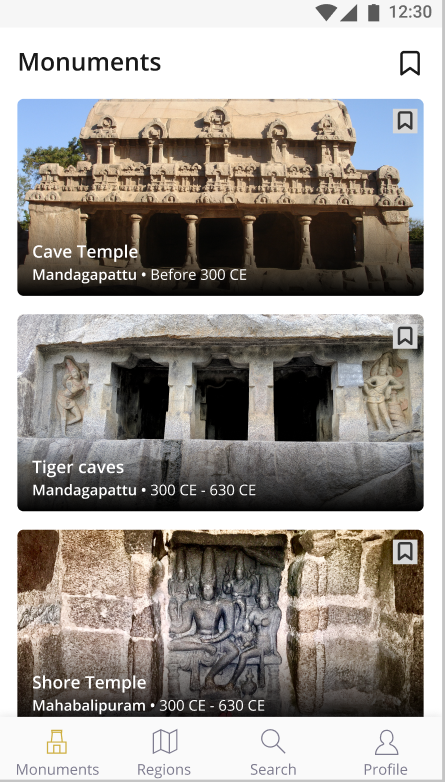 12:30
Monuments
Cave Temple
Mandagapattu • Before 300 CE
Tiger caves
Mandagapattu • 300 CE - 630 CE
Shore Temple
Mahabalipuram • 300 CE - 630 CE
Monuments Regions Search Profile